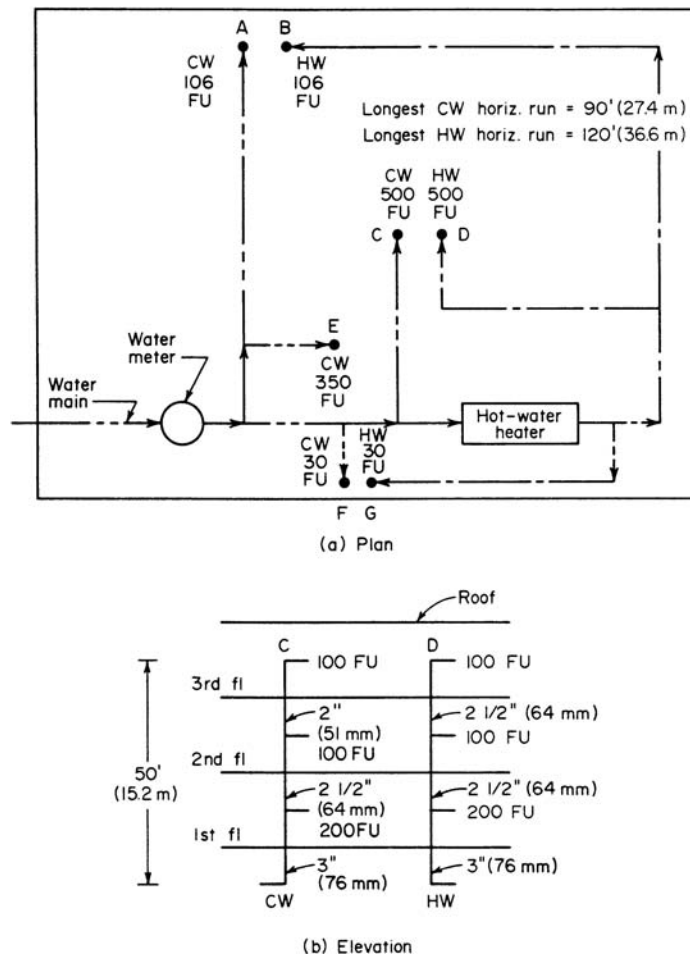 A
B
CW
106
FU
HW
106
FU
Longest CW horiz. run = 90'(27.4 m)
Longest HW horiz. run = 120'(36.6 m)
CW
500
FU
HW
500
FU
C
D
Water
meter
E
CW
350
FU
Water
main
Hot-water
heater
CW
30
FU
HW
30
FU
F
G
(a) Plan
Roof
C
D
100 FU
100 FU
3rd fl
2"
(51 mm)
100 FU
2 1/2" (64 mm)
100 FU
50'
(15.2 m)
2nd fl
2 1/2"
(64 mm)
200FU
2 1/2" (64 mm)
200 FU
1st fl
3"
(76 mm)
3" (76 mm)
CW
HW
(b) Elevation